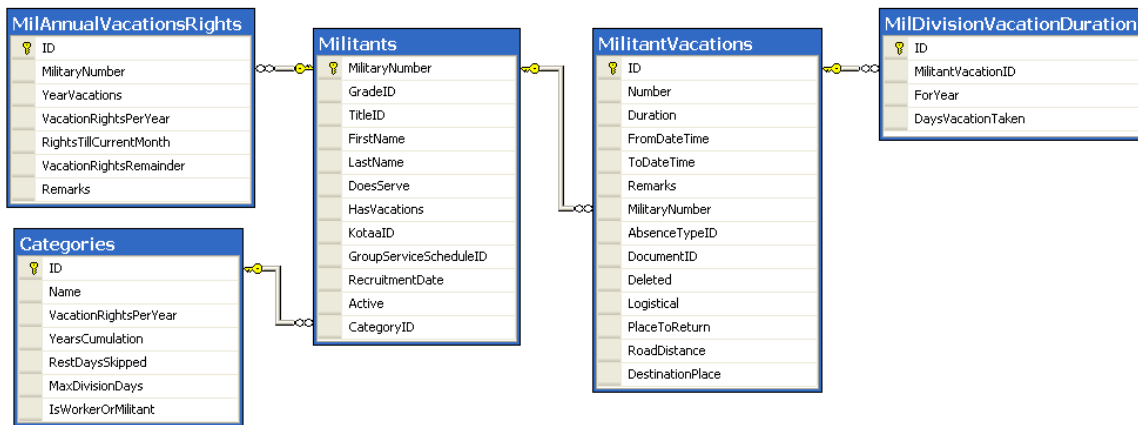 MilAnnualVacationsRights
ID
MilitaryNumber
YearVacations
VacationRightsPerYear
RightsTillCurrentMonth
VacationRightsRemainder
Remarks
Categories
ID
Name
VacationRightsPerYear
YearsCumulation
RestDaysSkipped
MaxDivisionDays
IsWorkerOrMilitant
Militants
MilitaryNumber
GradeID
TitleID
FirstName
LastName
DoesServe
HasVacations
KotaaID
GroupServiceScheduleID
RecruitmentDate
Active
CategoryID
MilitantVacations
ID
Number
Duration
FromDateTime
ToDateTime
Remarks
MilitaryNumber
AbsenceTypeID
DocumentID
Deleted
Logistical
PlaceToReturn
RoadDistance
DestinationPlace
MilDivisionVacationDuration
ID
MilitantVacationID
ForYear
DaysVacationTaken